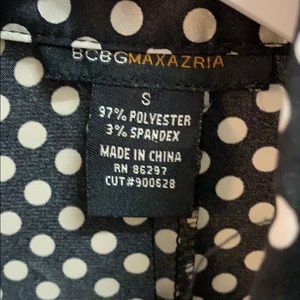 BCBGMAXAZRIA
S
97% POLYESTER
3% SPANDEX
MADE IN CHINA
RN 86297
CUT#900628